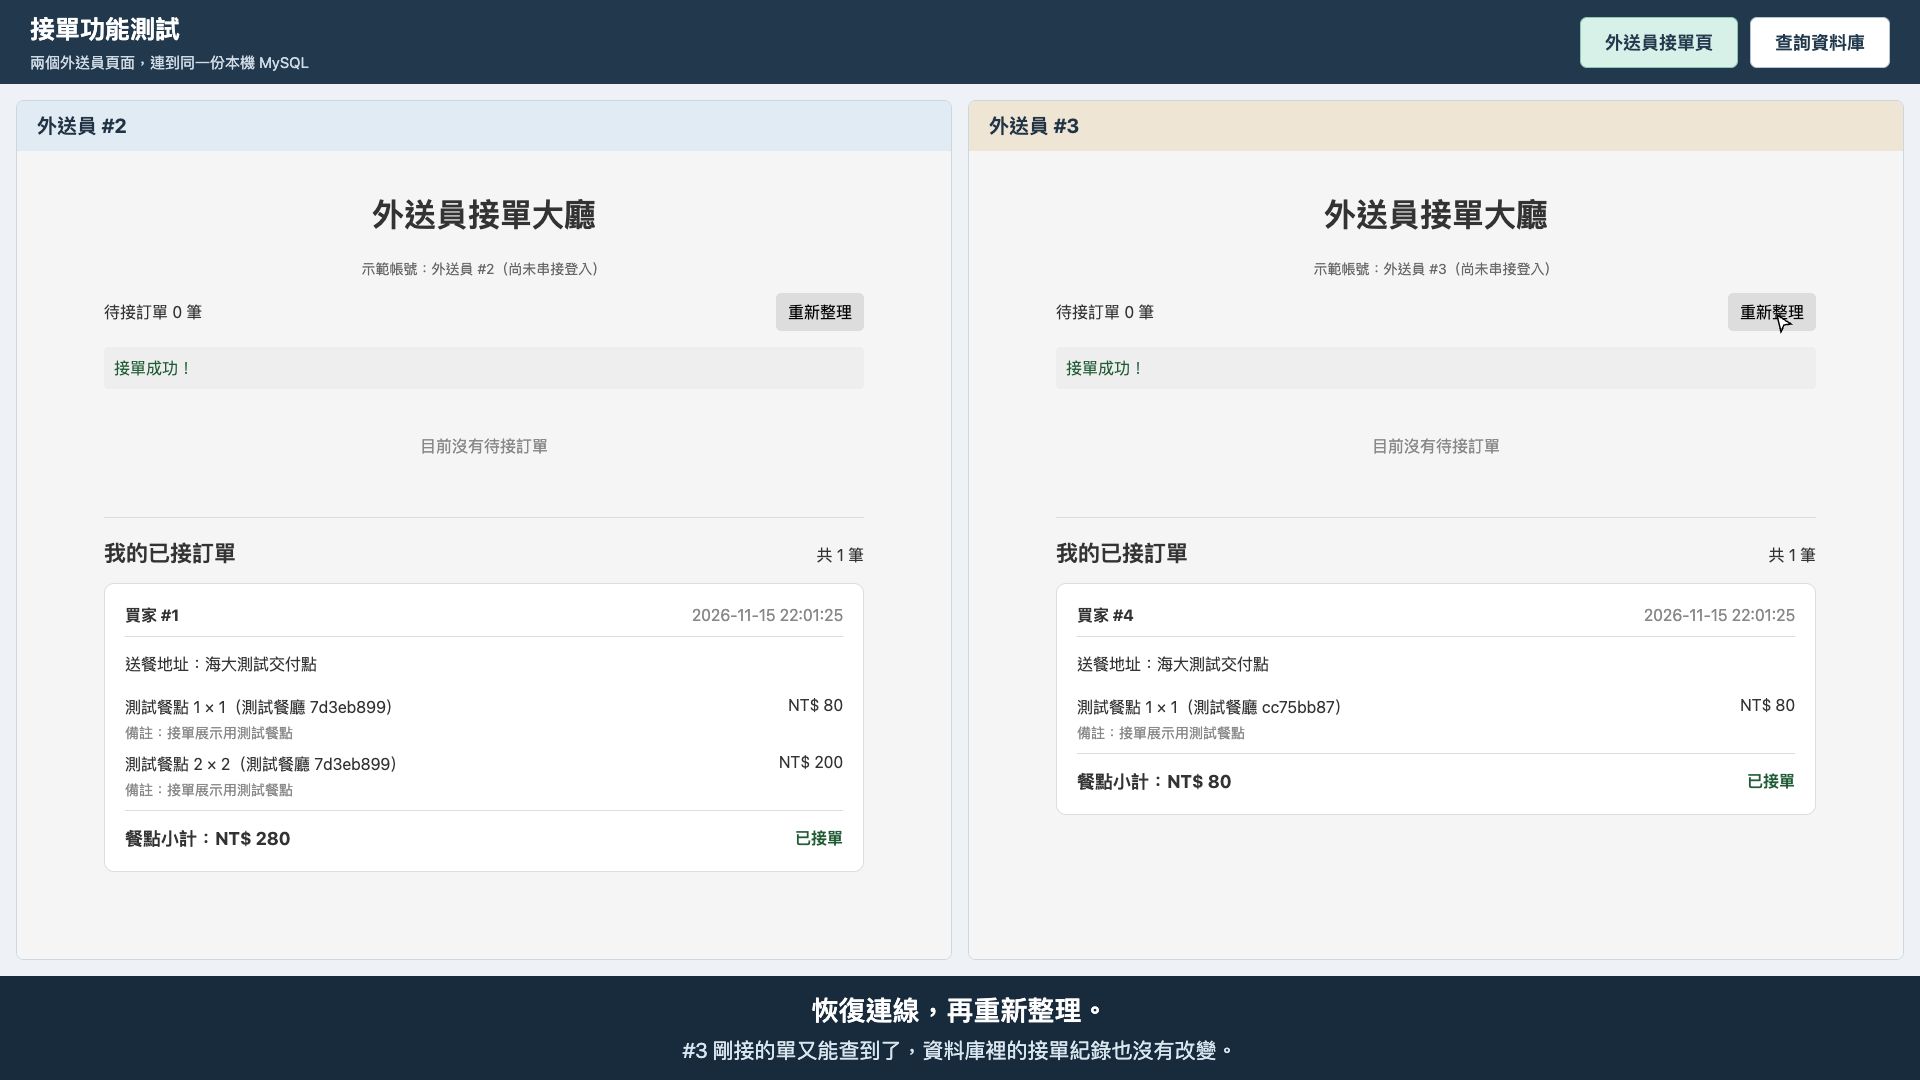 接單功能測試
兩個外送員頁面，連到同一份本機 MySQL
外送員接單頁
查詢資料庫
外送員 #2
外送員接單大廳
示範帳號：外送員 #2（尚未串接登入）
待接訂單 0 筆
重新整理
接單成功！
目前沒有待接訂單
我的已接訂單
共 1 筆
買家 #1
2026-11-15 22:01:25
送餐地址：海大測試交付點
測試餐點 1 × 1（測試餐廳 7d3eb899）
NT$ 80
備註：接單展示用測試餐點
測試餐點 2 × 2（測試餐廳 7d3eb899）
NT$ 200
備註：接單展示用測試餐點
餐點小計：NT$ 280
已接單
外送員 #3
外送員接單大廳
示範帳號：外送員 #3（尚未串接登入）
待接訂單 0 筆
重新整理
接單成功！
目前沒有待接訂單
我的已接訂單
共 1 筆
買家 #4
2026-11-15 22:01:25
送餐地址：海大測試交付點
測試餐點 1 × 1（測試餐廳 cc75bb87）
NT$ 80
備註：接單展示用測試餐點
餐點小計：NT$ 80
已接單
恢復連線，再重新整理。
#3 剛接的單又能查到了，資料庫裡的接單紀錄也沒有改變。